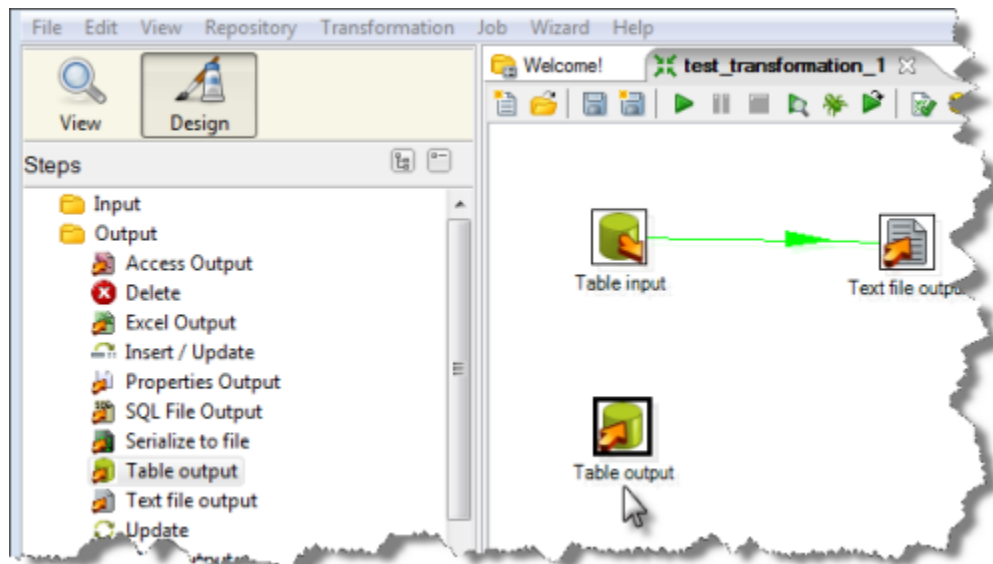 File Edit View Repository Transformation Job Wizard Help
View Design
Steps
Input
Output
Access Output
Delete
Excel Output
Insert / Update
Properties Output
SQL File Output
Serialize to file
Table output
Text file output
Update
Welcome! test_transformation_1
Table input
Text file outpu
Table output